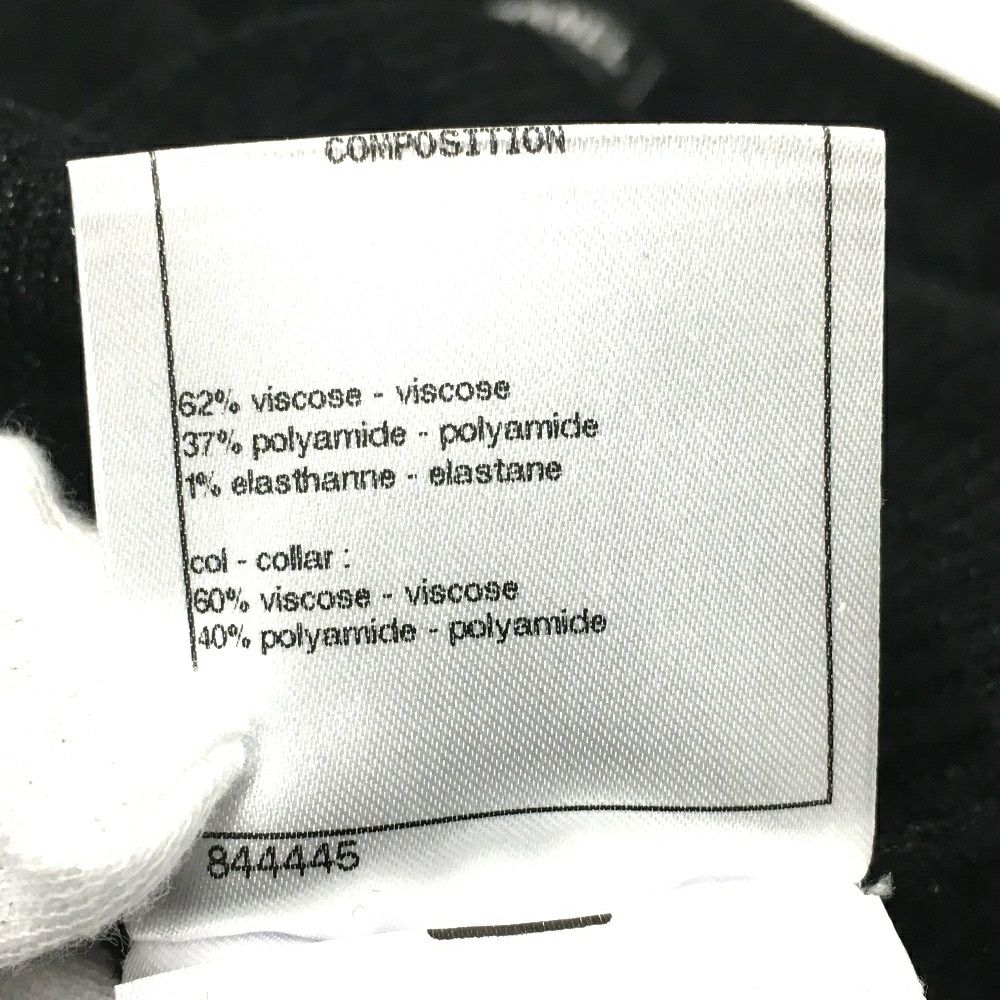 COMPOSITION
62% viscose - viscose
37% polyamide - polyamide
1% elasthanne - elastane
col - collar :
60% viscose - viscose
40% polyamide - polyamide
844445